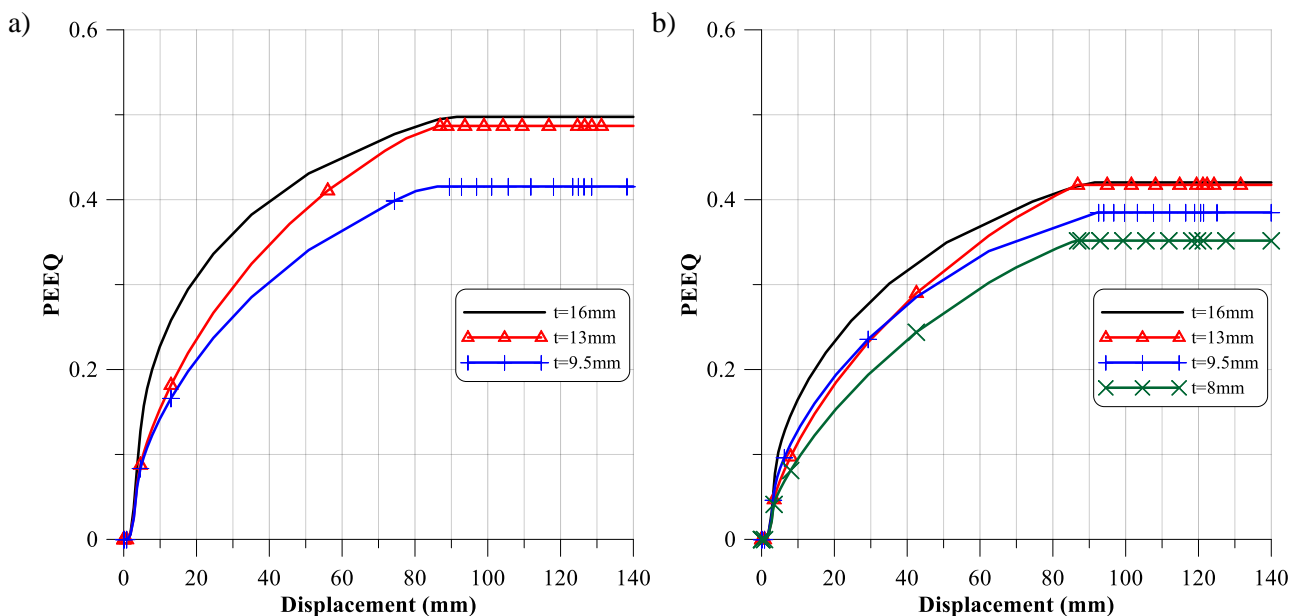 a)
0.6
0.4
0.2
0
PEEQ
t=16mm
t=13mm
t=9.5mm
0 20 40 60 80 100 120 140
Displacement (mm)
b)
0.6
0.4
0.2
0
PEEQ
t=16mm
t=13mm
t=9.5mm
t=8mm
0 20 40 60 80 100 120 140
Displacement (mm)